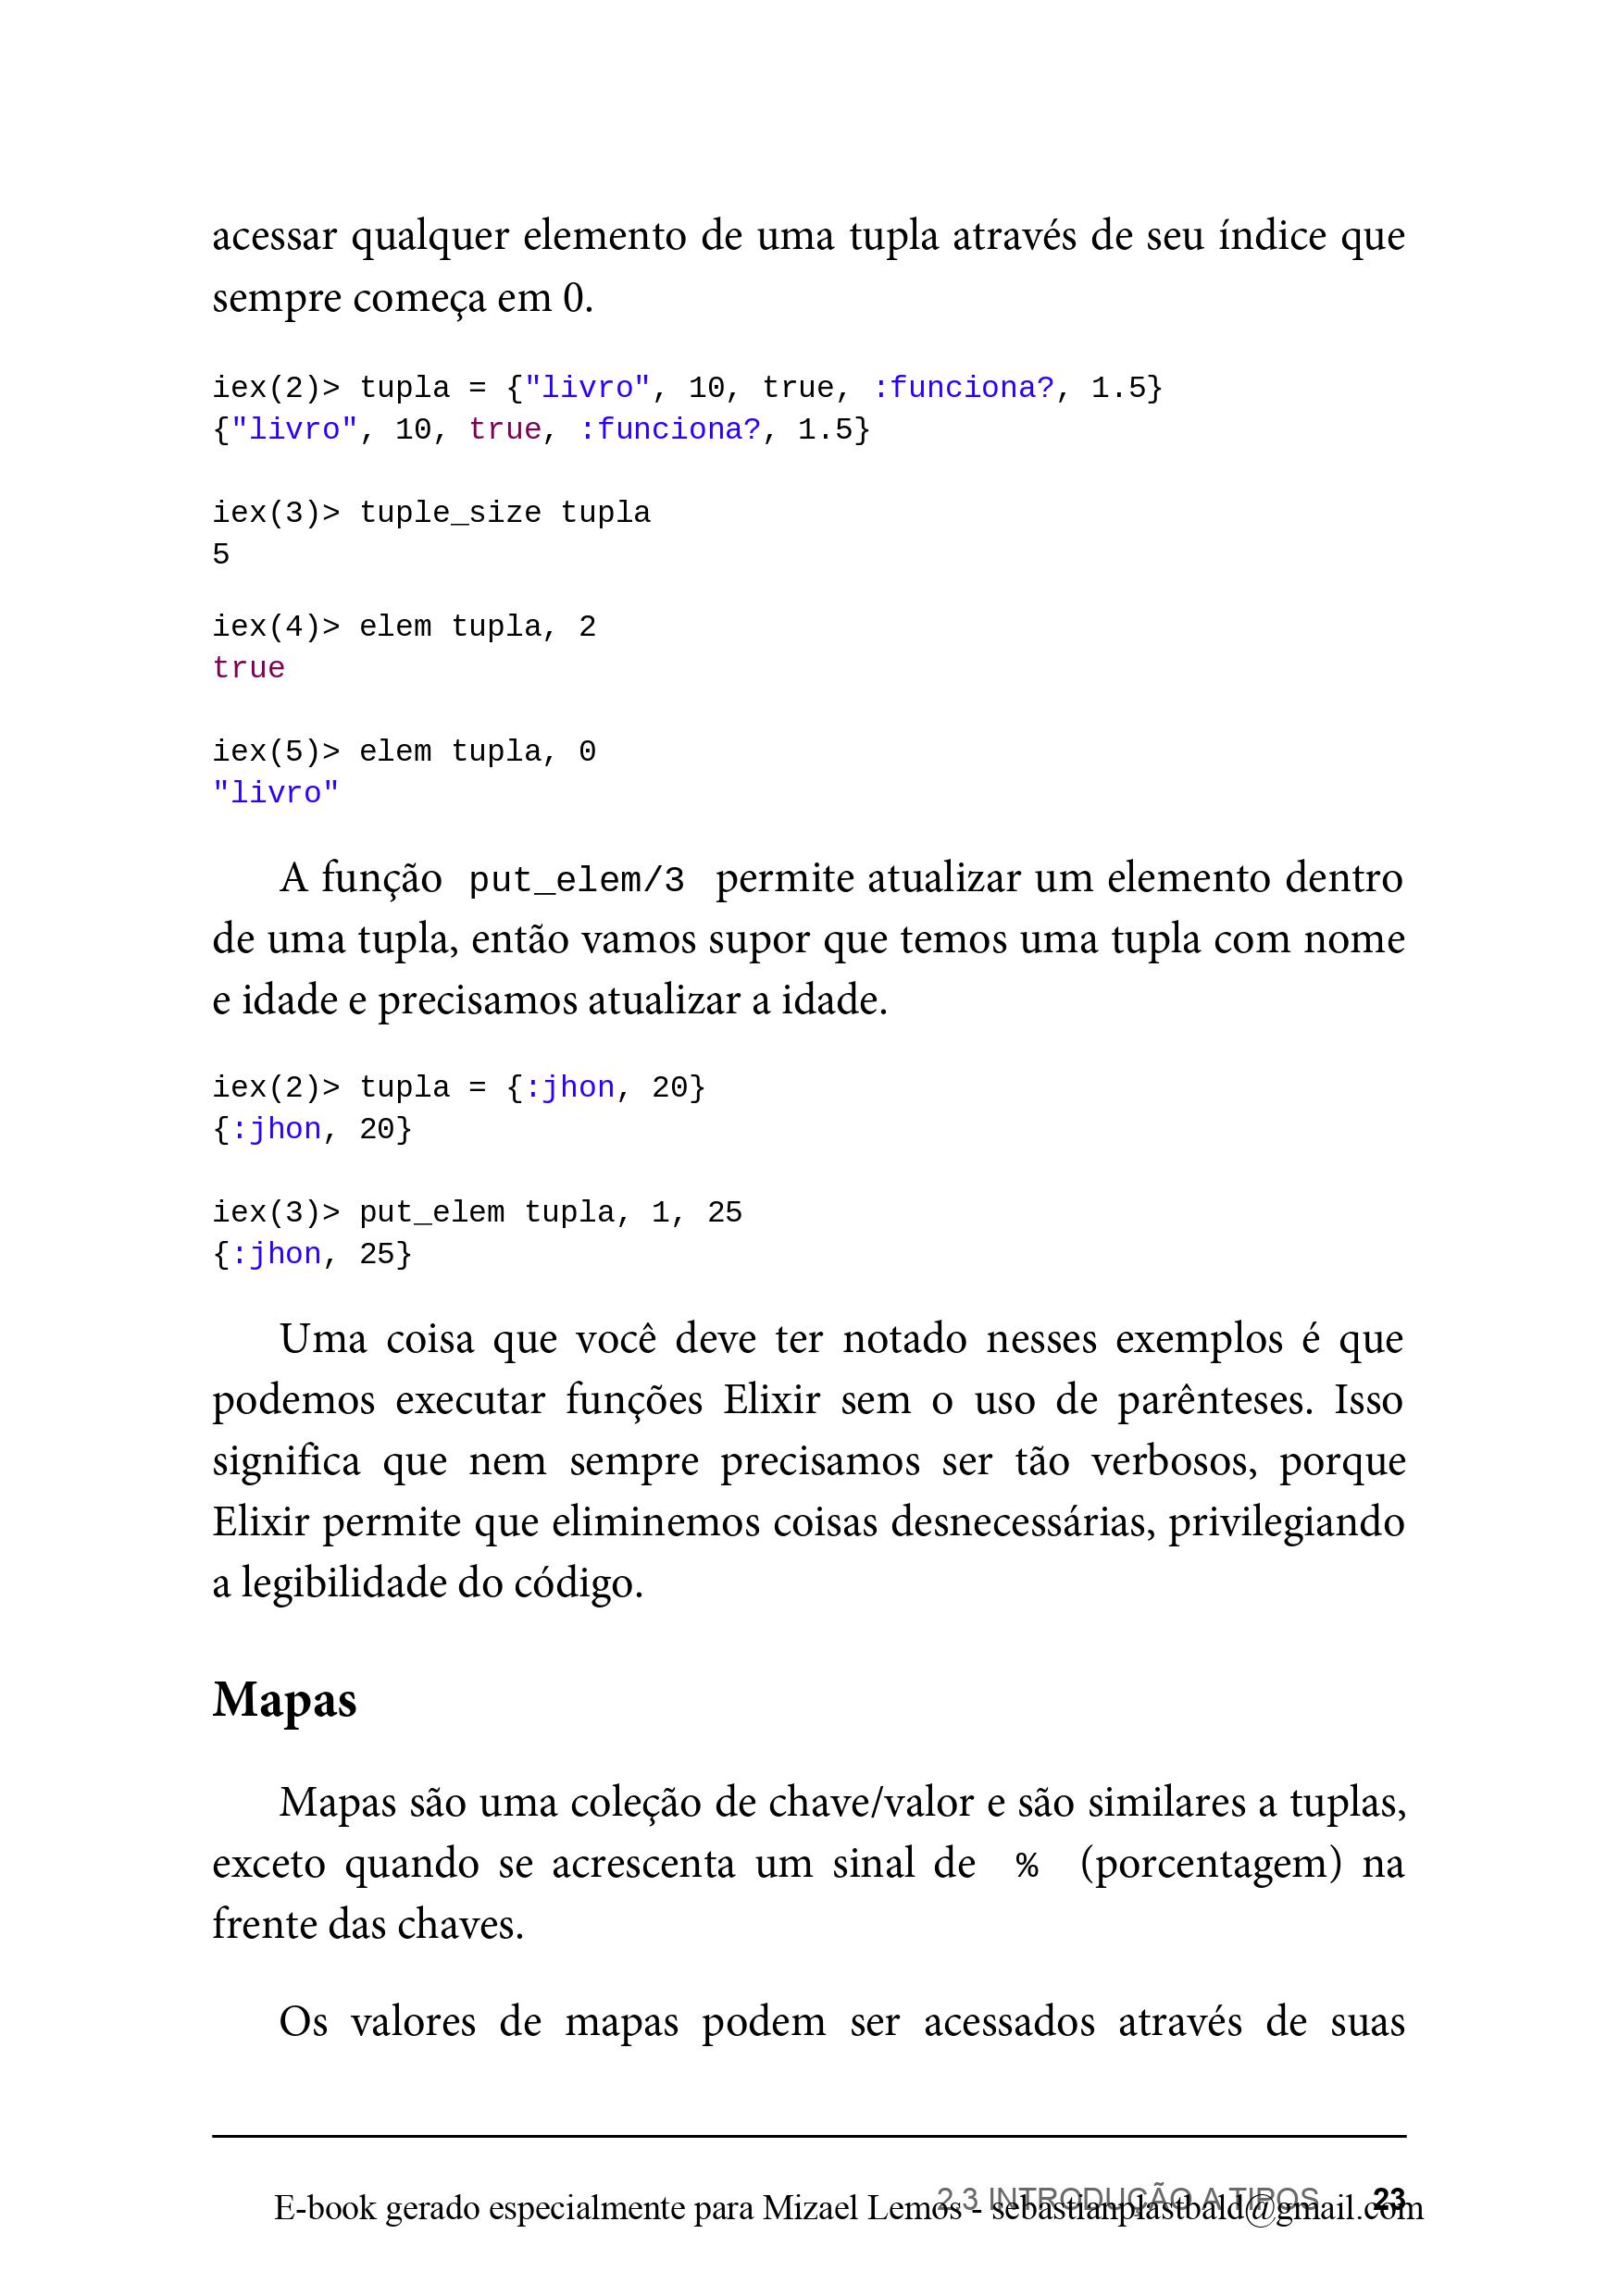 acessar qualquer elemento de uma tupla através de seu índice que
sempre começa em 0.
iex(2)> tupla = {"livro", 10, true, :funciona?, 1.5}
{"livro", 10, true, :funciona?, 1.5}
iex(3)> tuple_size tupla
5
iex(4)> elem tupla, 2
true
iex(5)> elem tupla, 0
"livro"
A função put_elem/3 permite atualizar um elemento dentro
de uma tupla, então vamos supor que temos uma tupla com nome
e idade e precisamos atualizar a idade.
iex(2)> tupla = {:jhon, 20}
{:jhon, 20}
iex(3)> put_elem tupla, 1, 25
{:jhon, 25}
Uma coisa que você deve ter notado nesses exemplos é que
podemos executar funções Elixir sem o uso de parênteses. Isso
significa que nem sempre precisamos ser tão verbosos, porque
Elixir permite que eliminemos coisas desnecessárias, privilegiando
a legibilidade do código.
Mapas
Mapas são uma coleção de chave/valor e são similares a tuplas,
exceto quando se acrescenta um sinal de % (porcentagem) na
frente das chaves.
Os valores de mapas podem ser acessados através de suas
2.3 INTRODUÇÃO A TIPOS 23
E-book gerado especialmente para Mizael Lemos - sebastianplastbald@gmail.com